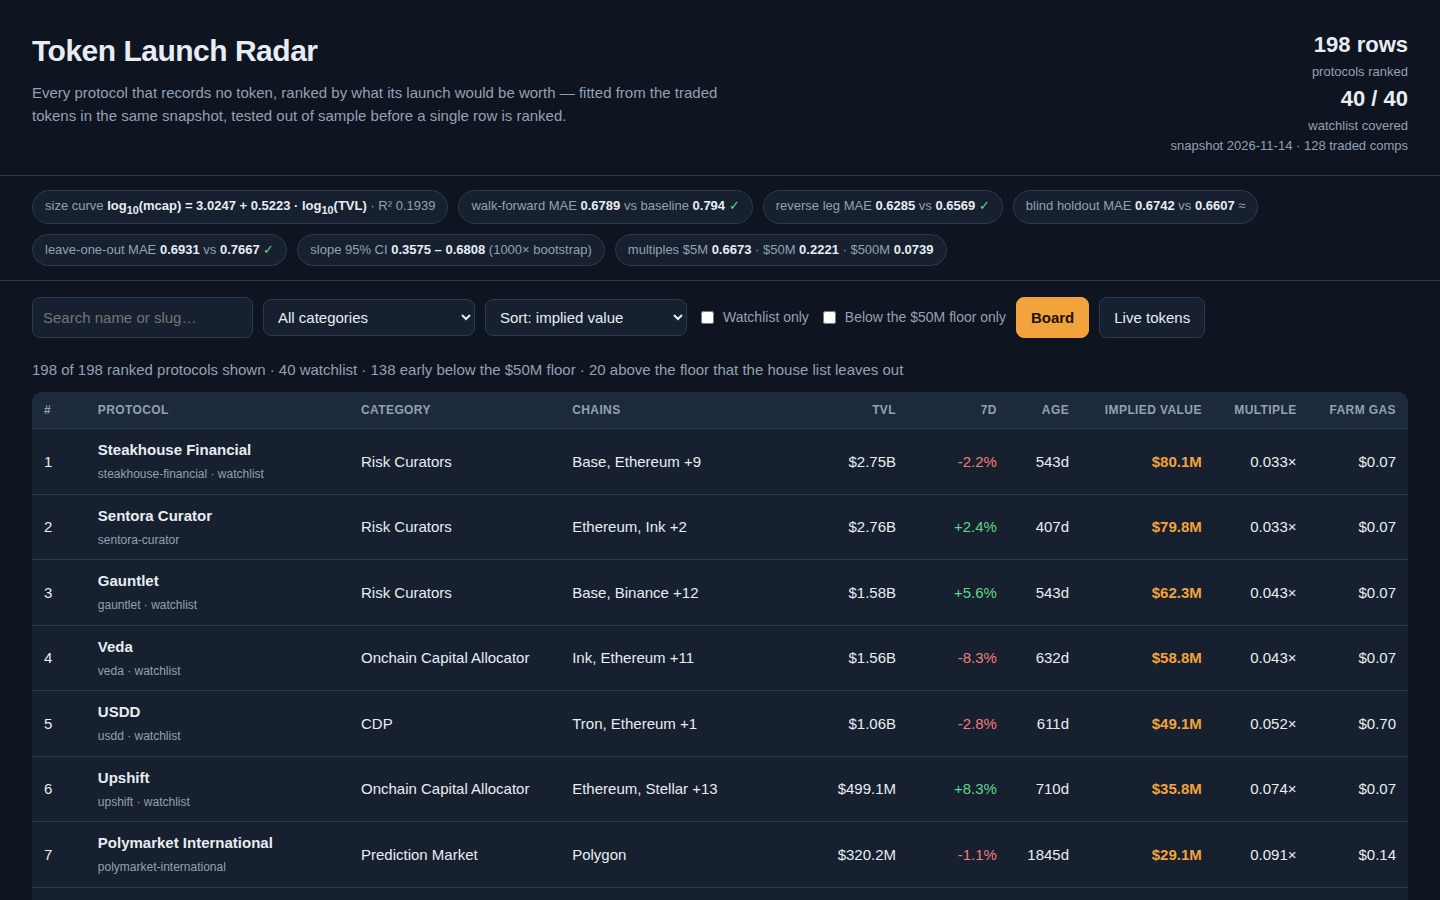 Token Launch Radar
Every protocol that records no token, ranked by what its launch would be worth — fitted from the traded
tokens in the same snapshot, tested out of sample before a single row is ranked.
198 rows
protocols ranked
40 / 40
watchlist covered
snapshot 2026-11-14 · 128 traded comps
size curve log10(mcap) = 3.0247 + 0.5223 · log10(TVL) · R² 0.1939
walk-forward MAE 0.6789 vs baseline 0.794 ✓
reverse leg MAE 0.6285 vs 0.6569 ✓
blind holdout MAE 0.6742 vs 0.6607 ≈
leave-one-out MAE 0.6931 vs 0.7667 ✓
slope 95% CI 0.3575 – 0.6808 (1000× bootstrap)
multiples $5M 0.6673 · $50M 0.2221 · $500M 0.0739
Search name or slug…
All categories
Sort: implied value
Watchlist only
Below the $50M floor only
Board
Live tokens
198 of 198 ranked protocols shown · 40 watchlist · 138 early below the $50M floor · 20 above the floor that the house list leaves out
# PROTOCOL CATEGORY CHAINS TVL 7D AGE IMPLIED VALUE MULTIPLE FARM GAS
1 Steakhouse Financial Risk Curators Base, Ethereum +9 $2.75B -2.2% 543d $80.1M 0.033× $0.07
steakhouse-financial · watchlist
2 Sentora Curator Risk Curators Ethereum, Ink +2 $2.76B +2.4% 407d $79.8M 0.033× $0.07
sentora-curator
3 Gauntlet Risk Curators Base, Binance +12 $1.58B +5.6% 543d $62.3M 0.043× $0.07
gauntlet · watchlist
4 Veda Onchain Capital Allocator Ink, Ethereum +11 $1.56B -8.3% 632d $58.8M 0.043× $0.07
veda · watchlist
5 USDD CDP Tron, Ethereum +1 $1.06B -2.8% 611d $49.1M 0.052× $0.70
usdd · watchlist
6 Upshift Onchain Capital Allocator Ethereum, Stellar +13 $499.1M +8.3% 710d $35.8M 0.074× $0.07
upshift · watchlist
7 Polymarket International Prediction Market Polygon $320.2M -1.1% 1845d $29.1M 0.091× $0.14
polymarket-international